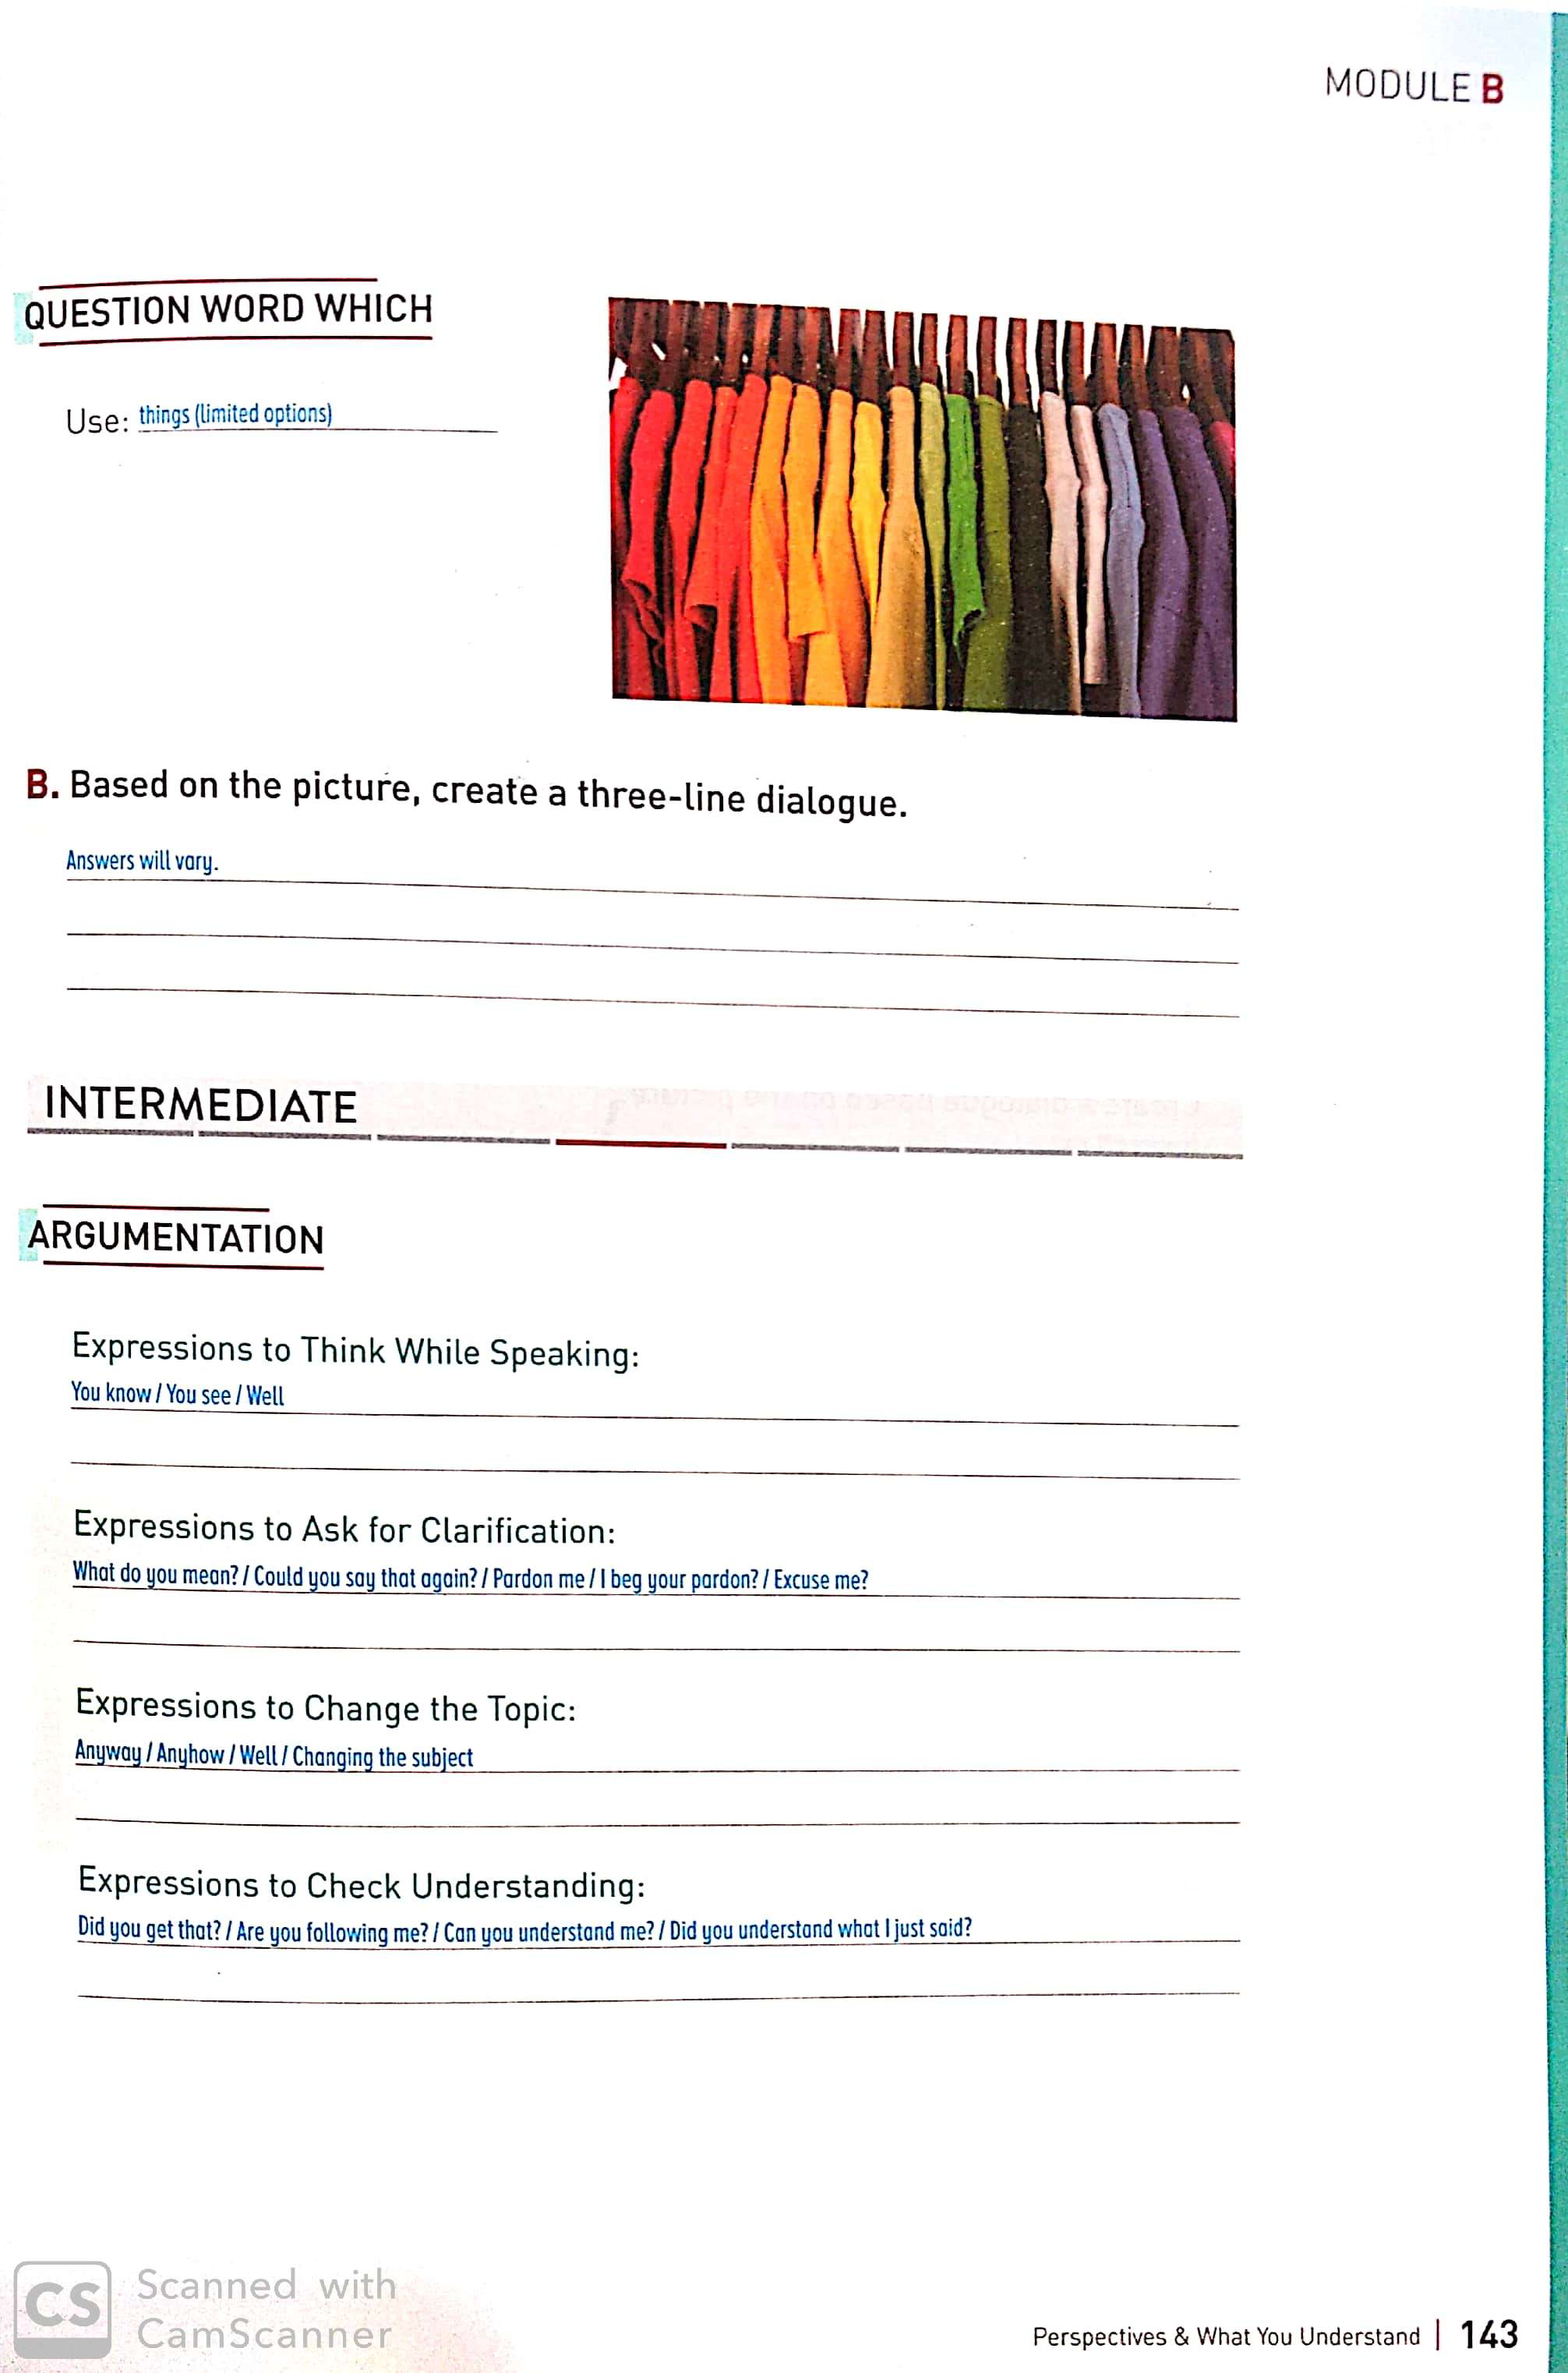 MODULE B
QUESTION WORD WHICH
Use: things (limited options)
B. Based on the picture, create a three-line dialogue.
Answers will vary.
INTERMEDIATE
ARGUMENTATION
Expressions to Think While Speaking:
You know / You see / Well
Expressions to Ask for Clarification:
What do you mean? / Could you say that again? / Pardon me / I beg your pardon? / Excuse me?
Expressions to Change the Topic:
Anyway / Anyhow / Well / Changing the subject
Expressions to Check Understanding:
Did you get that? / Are you following me? / Can you understand me? / Did you understand what I just said?
CS Scanned with
CamScanner
Perspectives & What You Understand | 143